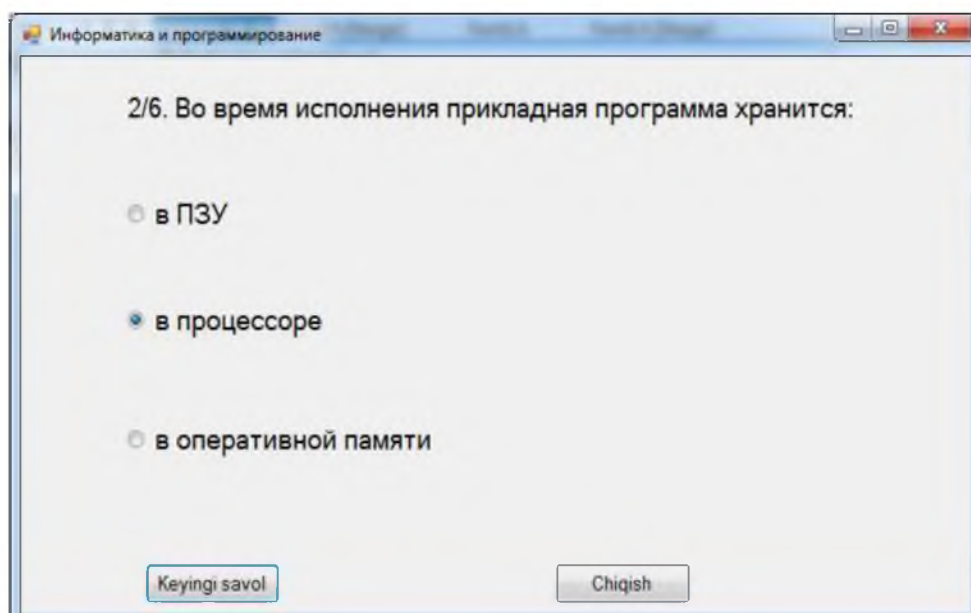 Информатика и программирование
2/6. Во время исполнения прикладная программа хранится:
в ПЗУ
в процессоре
в оперативной памяти
Keyingi savol Chiqish